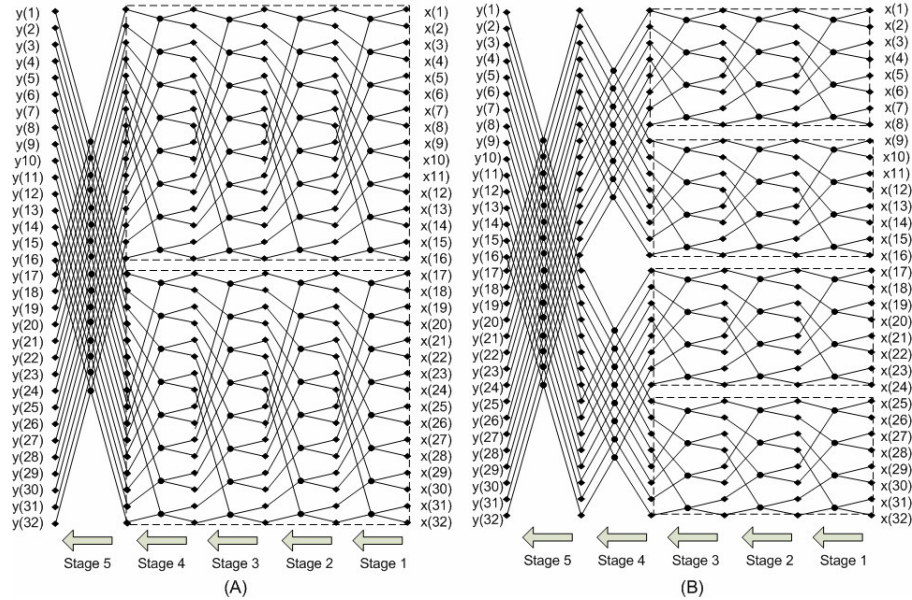 y(1)
y(2)
y(3)
y(4)
y(5)
y(6)
y(7)
y(8)
y(9)
y10)
y(11)
y(12)
y(13)
y(14)
y(15)
y(16)
y(17)
y(18)
y(19)
y(20)
y(21)
y(22)
y(23)
y(24)
y(25)
y(26)
y(27)
y(28)
y(29)
y(30)
y(31)
y(32)
x(1)
x(2)
x(3)
x(4)
x(5)
x(6)
x(7)
x(8)
x(9)
x10)
x11)
x(12)
x(13)
x(14)
x(15)
x(16)
x(17)
x(18)
x(19)
x(20)
x(21)
x(22)
x(23)
x(24)
x(25)
x(26)
x(27)
x(28)
x(29)
x(30)
x(31)
x(32)
Stage 5 Stage 4 Stage 3 Stage 2 Stage 1
(A)
y(1)
y(2)
y(3)
y(4)
y(5)
y(6)
y(7)
y(8)
y(9)
y10)
y(11)
y(12)
y(13)
y(14)
y(15)
y(16)
y(17)
y(18)
y(19)
y(20)
y(21)
y(22)
y(23)
y(24)
y(25)
y(26)
y(27)
y(28)
y(29)
y(30)
y(31)
y(32)
x(1)
x(2)
x(3)
x(4)
x(5)
x(6)
x(7)
x(8)
x(9)
x10)
x11)
x(12)
x(13)
x(14)
x(15)
x(16)
x(17)
x(18)
x(19)
x(20)
x(21)
x(22)
x(23)
x(24)
x(25)
x(26)
x(27)
x(28)
x(29)
x(30)
x(31)
x(32)
Stage 5 Stage 4 Stage 3 Stage 2 Stage 1
(B)